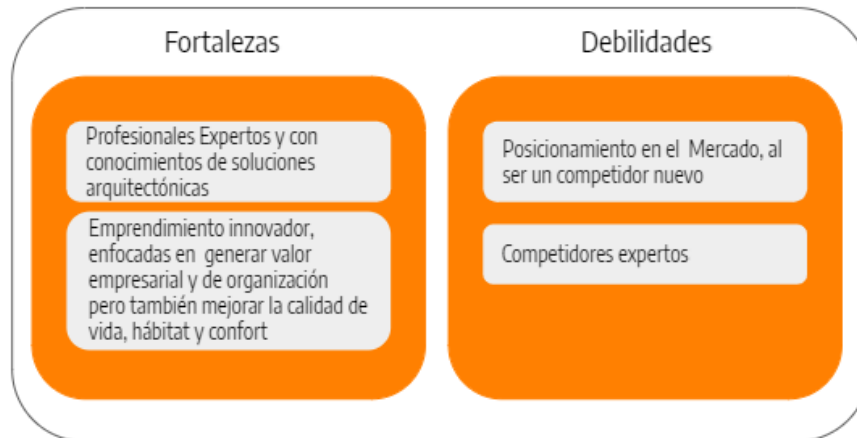 Fortalezas
Profesionales Expertos y con
conocimientos de soluciones
arquitectónicas
Emprendimiento innovador,
enfocadas en generar valor
empresarial y de organización
pero también mejorar la calidad de
vida, hábitat y confort
Debilidades
Posicionamiento en el Mercado, al
ser un competidor nuevo
Competidores expertos